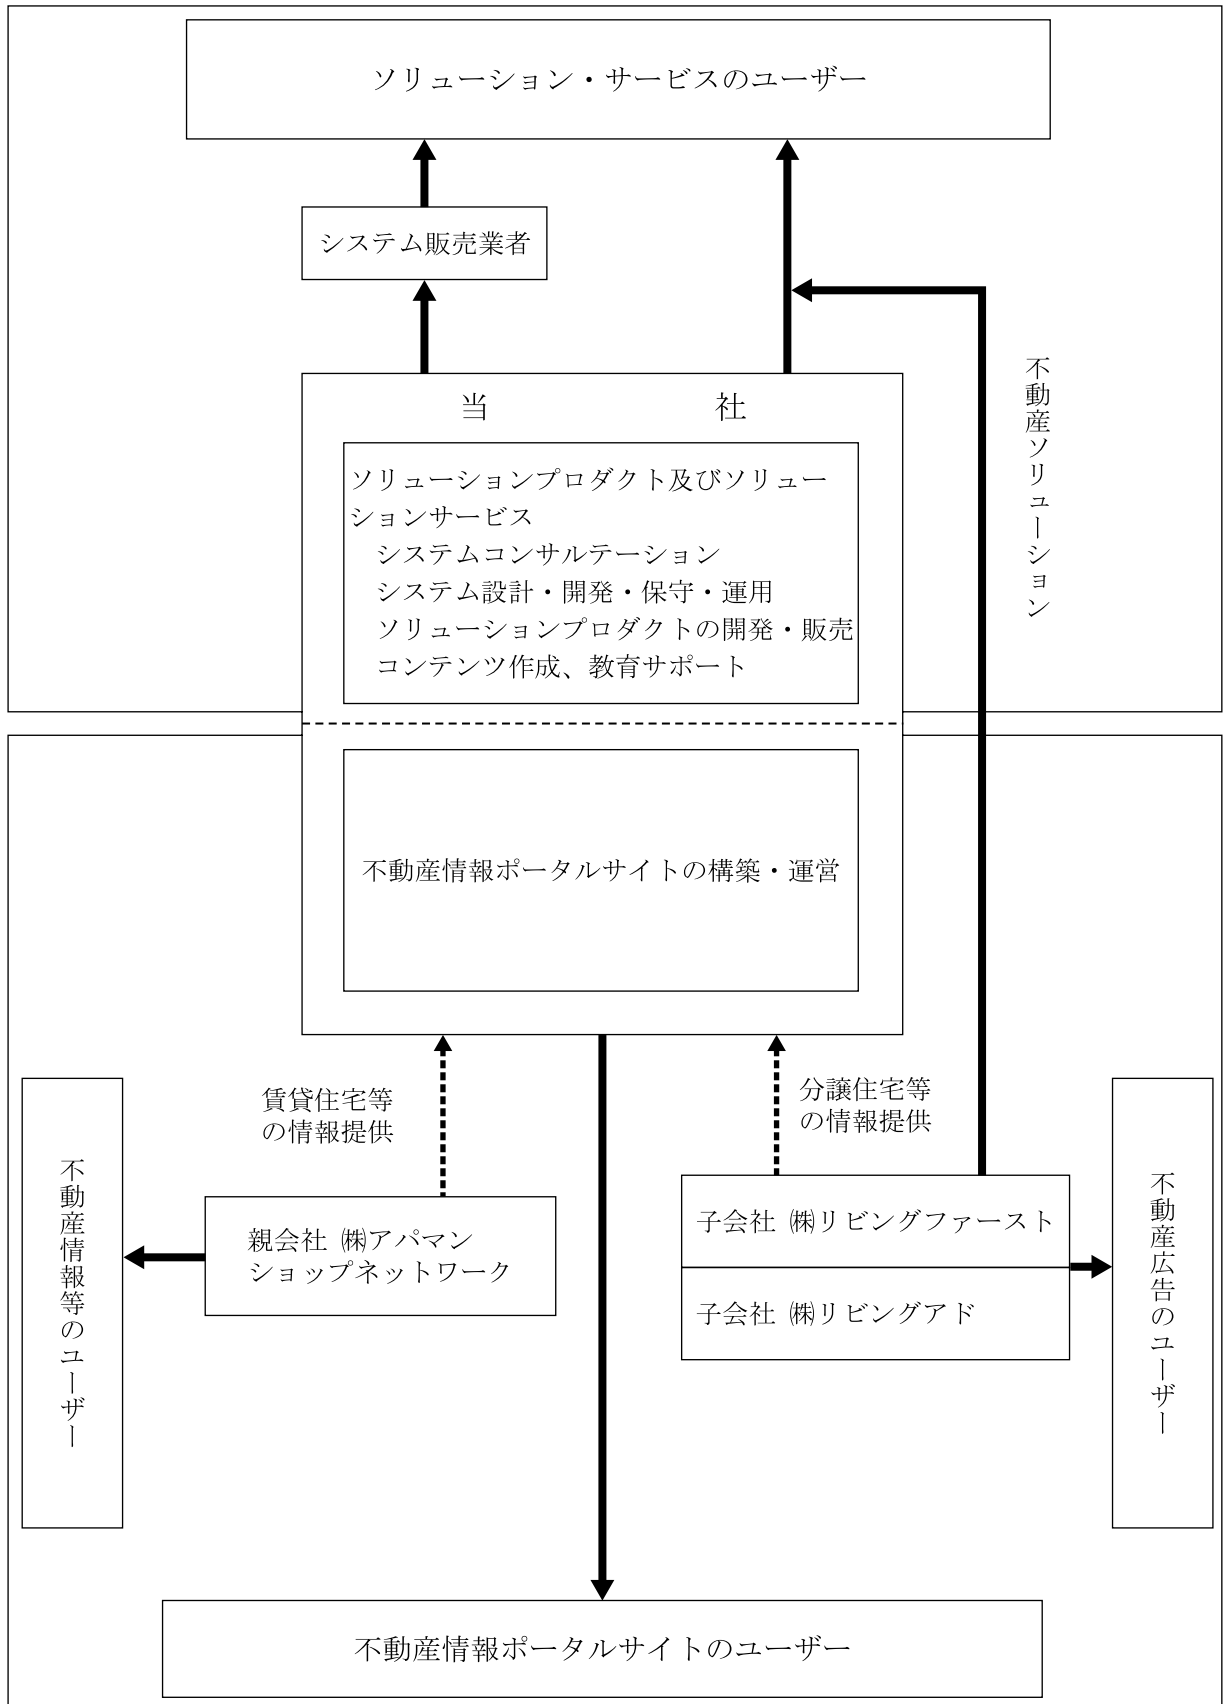 ソリューション・サービスのユーザー
システム販売業者
不動産ソリューション
当社
ソリューションプロダクト及びソリュー
ションサービス
システムコンサルテーション
システム設計・開発・保守・運用
ソリューションプロダクトの開発・販売
コンテンツ作成、教育サポート
不動産情報ポータルサイトの構築・運営
賃貸住宅等
の情報提供
分譲住宅等
の情報提供
不動産情報等のユーザー
親会社 ㈱アパマン
ショップネットワーク
子会社 ㈱リビングファースト
子会社 ㈱リビングアド
不動産広告のユーザー
不動産情報ポータルサイトのユーザー